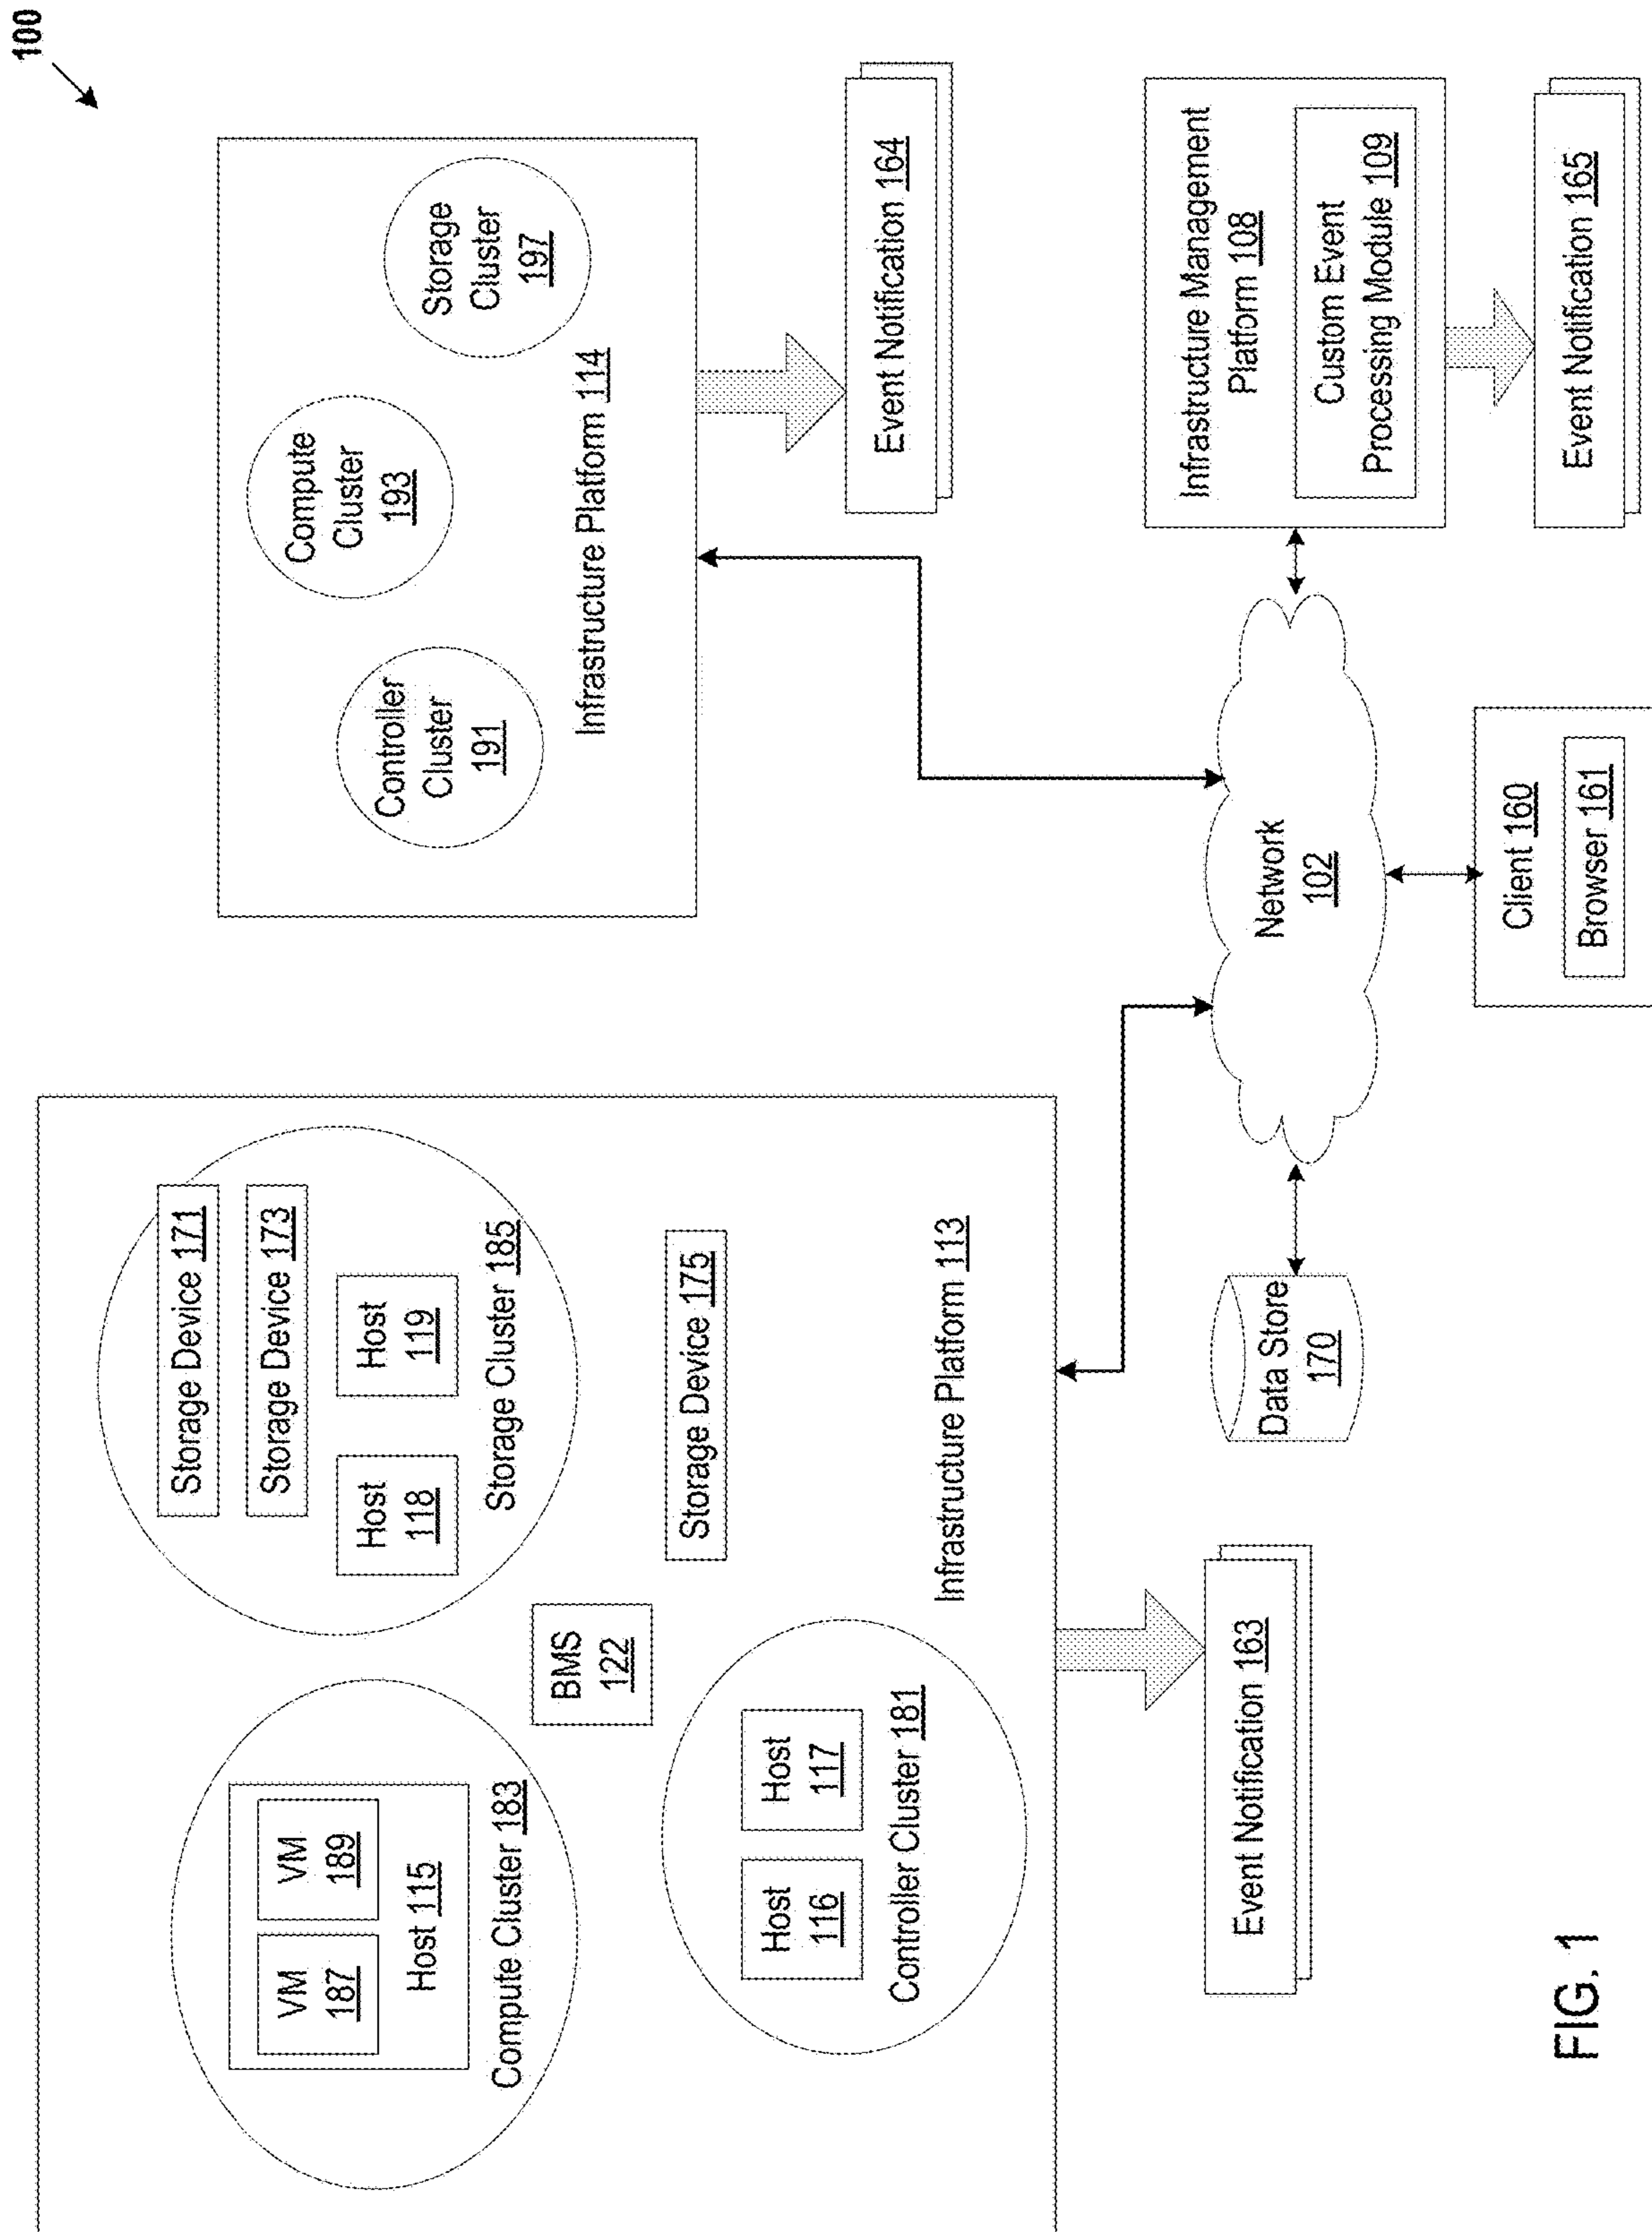 100
VM
187
VM
189
Host 115
Compute Cluster 183
Storage Device 171
Storage Device 173
Host
118
Host
119
Storage Cluster 185
BMS
122
Storage Device 175
Host
116
Host
117
Controller Cluster 181
Infrastructure Platform 113
Event Notification 163
Controller
Cluster
191
Compute
Cluster
193
Storage
Cluster
197
Infrastructure Platform 114
Event Notification 164
Data Store
170
Network
102
Infrastructure Management
Platform 108
Custom Event
Processing Module 109
Event Notification 165
Client 160
Browser 161
FIG. 1